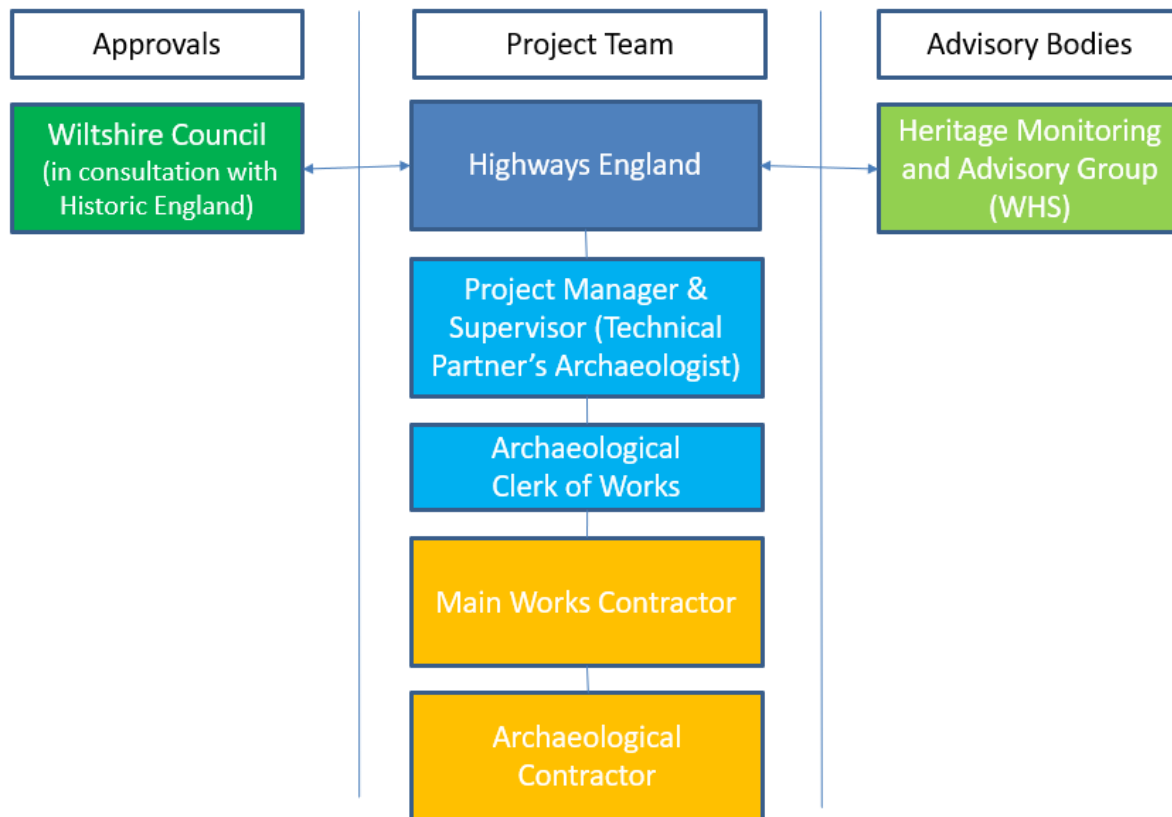 Approvals
Project Team
Advisory Bodies
Wiltshire Council
(in consultation with
Historic England)
Highways England
Heritage Monitoring
and Advisory Group
(WHS)
Project Manager &
Supervisor (Technical
Partner’s Archaeologist)
Archaeological
Clerk of Works
Main Works Contractor
Archaeological
Contractor